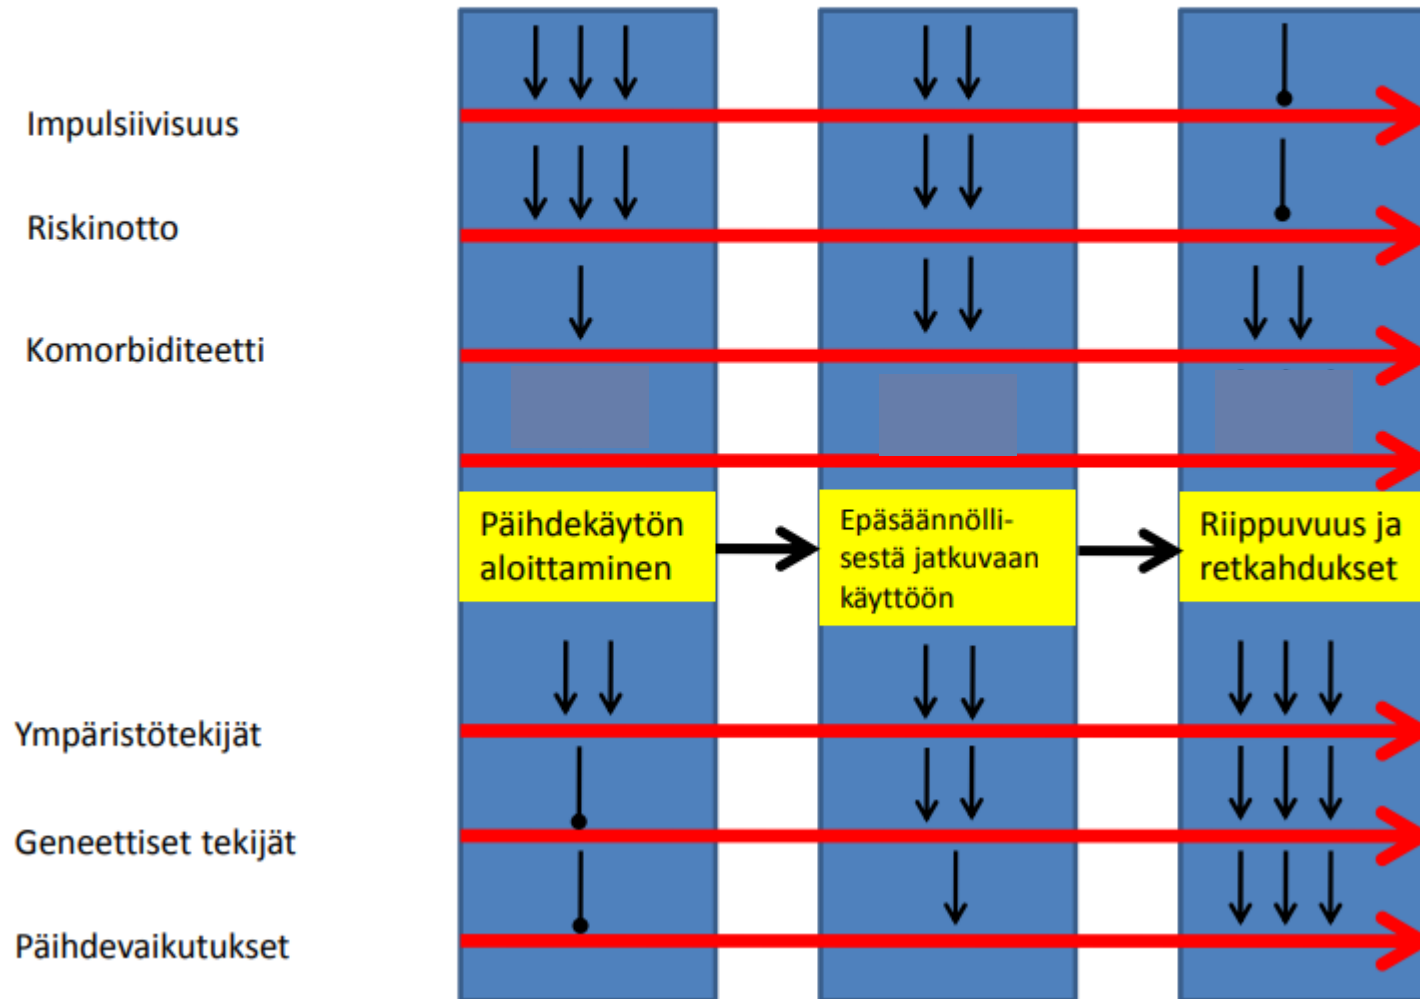 Impulsiivisuus
Riskinotto
Komorbiditeetti
Päihdekäytön
aloittaminen
Epäsäännölli-
sestä jatkuvaan
käyttöön
Riippuvuus ja
retkahdukset
Ympäristötekijät
Geneettiset tekijät
Päihdevaikutukset